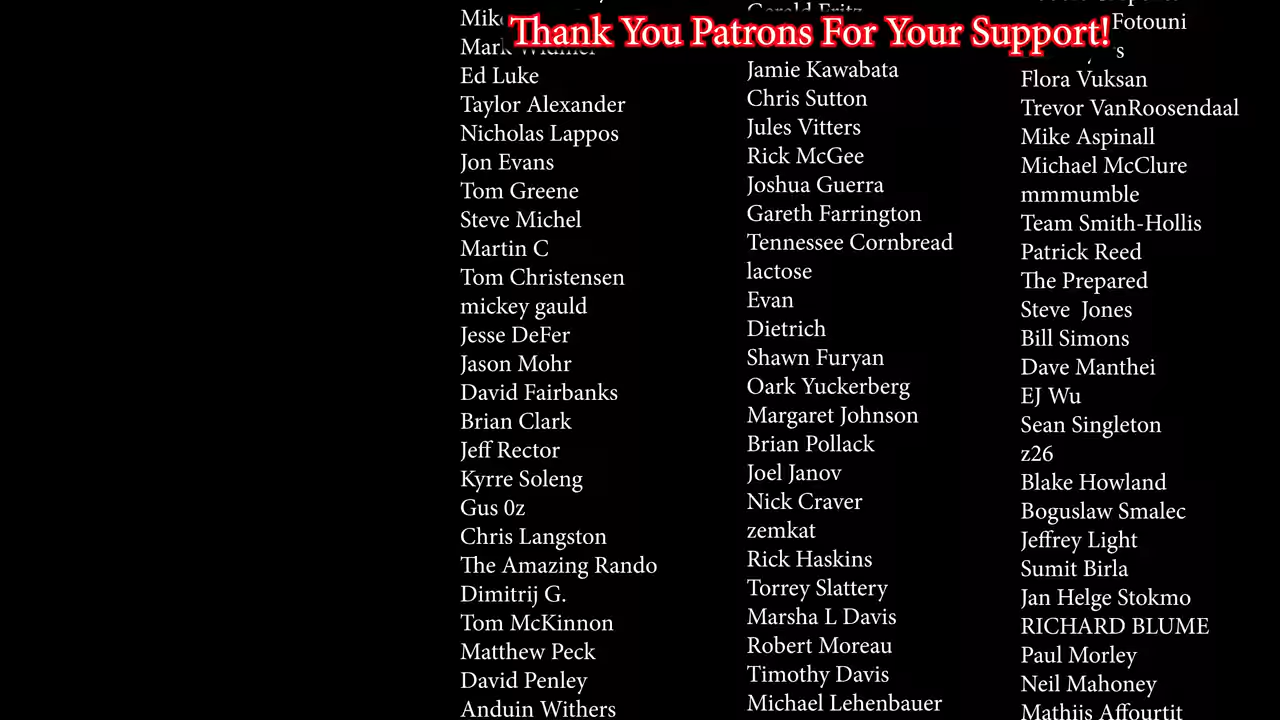 Thank You Patrons For Your Support!
Mike
Mark Widmer
Ed Luke
Taylor Alexander
Nicholas Lappos
Jon Evans
Tom Greene
Steve Michel
Martin C
Tom Christensen
mickey gauld
Jesse DeFer
Jason Mohr
David Fairbanks
Brian Clark
Jeff Rector
Kyrre Soleng
Gus 0z
Chris Langston
The Amazing Rando
Dimitrij G.
Tom McKinnon
Matthew Peck
David Penley
Anduin Withers
Gerald Fritz
Jamie Kawabata
Chris Sutton
Jules Vitters
Rick McGee
Joshua Guerra
Gareth Farrington
Tennessee Cornbread
lactose
Evan
Dietrich
Shawn Furyan
Oark Yuckerberg
Margaret Johnson
Brian Pollack
Joel Janov
Nick Craver
zemkat
Rick Haskins
Torrey Slattery
Marsha L Davis
Robert Moreau
Timothy Davis
Michael Lehenbauer
Fotouni
Flora Vuksan
Trevor VanRoosendaal
Mike Aspinall
Michael McClure
mmmumble
Team Smith-Hollis
Patrick Reed
The Prepared
Steve  Jones
Bill Simons
Dave Manthei
EJ Wu
Sean Singleton
z26
Blake Howland
Boguslaw Smalec
Jeffrey Light
Sumit Birla
Jan Helge Stokmo
RICHARD BLUME
Paul Morley
Neil Mahoney
Mathijs Affourtit